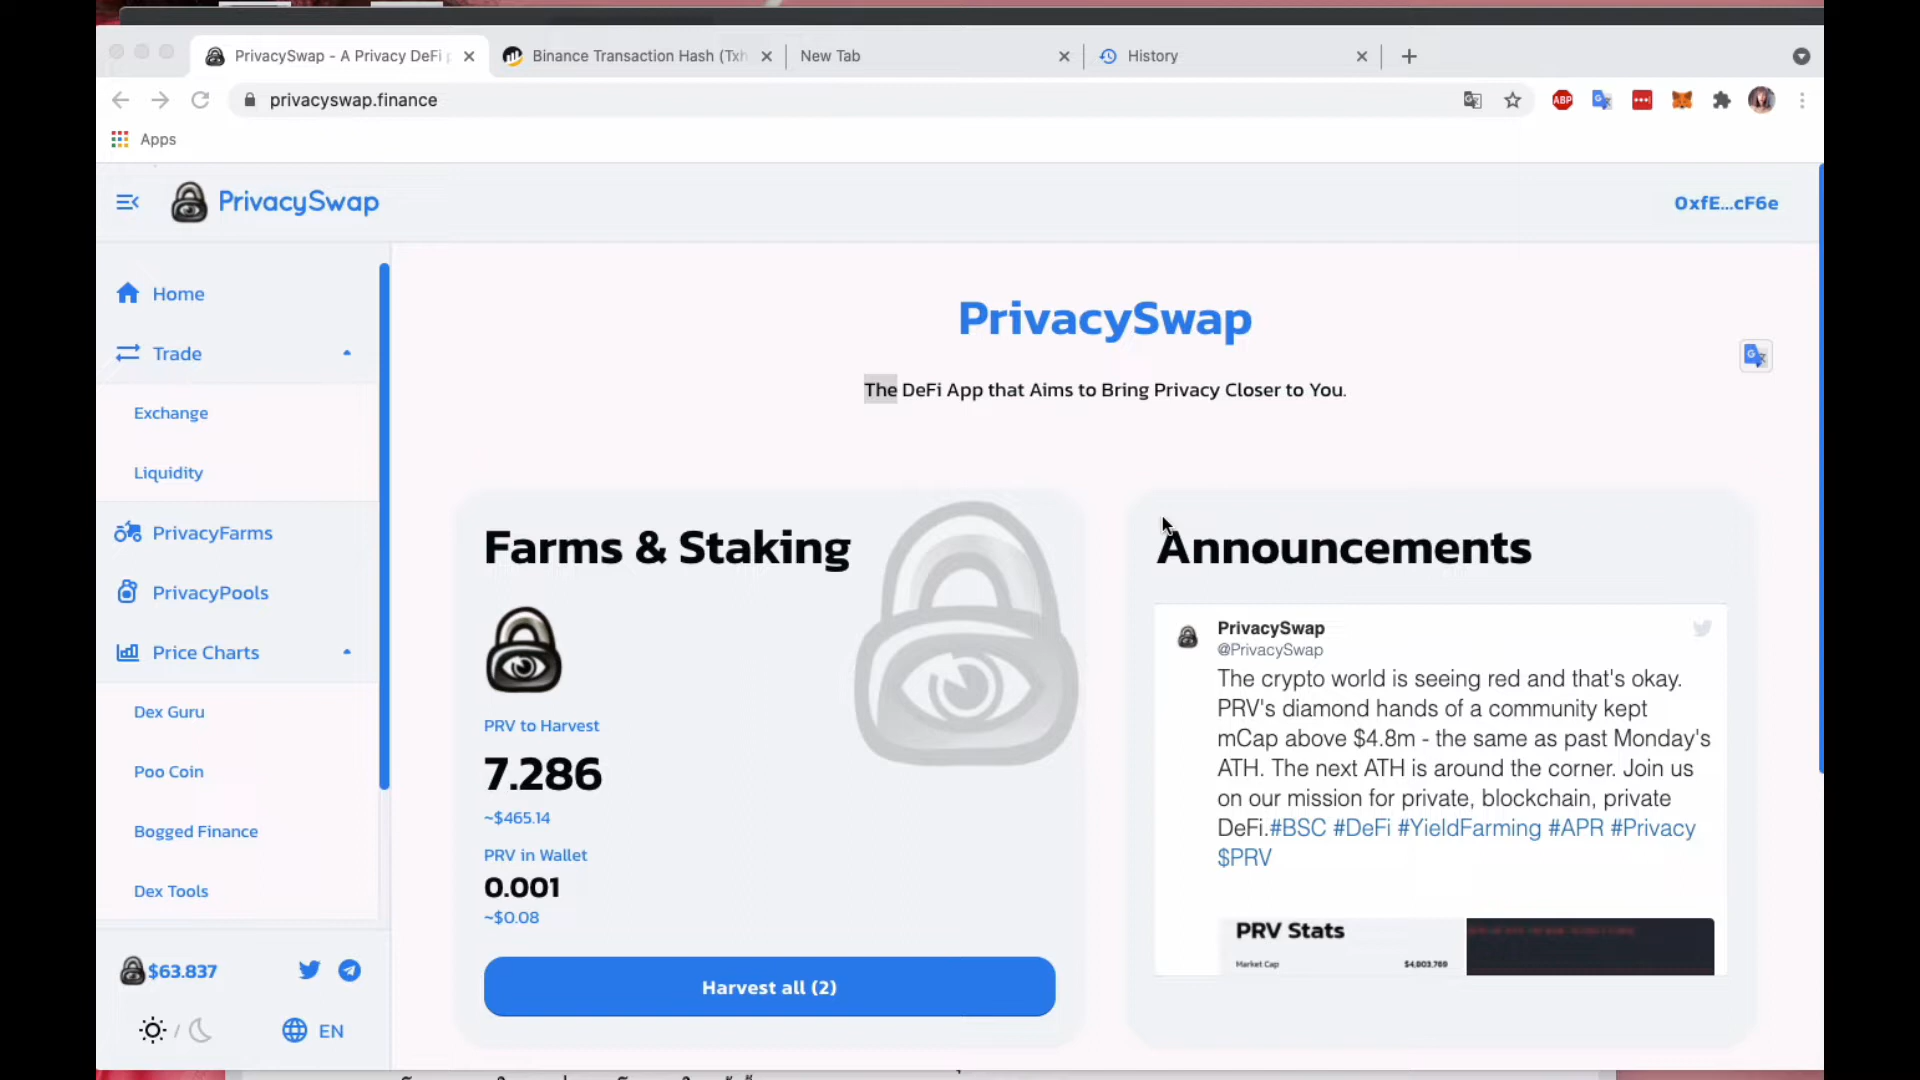 PrivacySwap - A Privacy DeFi
Binance Transaction Hash (Txh
New Tab
History
privacyswap.finance
ABP
Apps
PrivacySwap
0xfE...cF6e
Home
Trade
Exchange
Liquidity
PrivacyFarms
PrivacyPools
Price Charts
Dex Guru
Poo Coin
Bogged Finance
Dex Tools
$63.837
EN
PrivacySwap
The DeFi App that Aims to Bring Privacy Closer to You.
Farms & Staking
PRV to Harvest
7.286
~$465.14
PRV in Wallet
0.001
~$0.08
Harvest all (2)
Announcements
PrivacySwap
@PrivacySwap
The crypto world is seeing red and that's okay.
PRV's diamond hands of a community kept
mCap above $4.8m - the same as past Monday's
ATH. The next ATH is around the corner. Join us
on our mission for private, blockchain, private
DeFi.#BSC #DeFi #YieldFarming #APR #Privacy
$PRV
PRV Stats
Market Cap $4,803,769